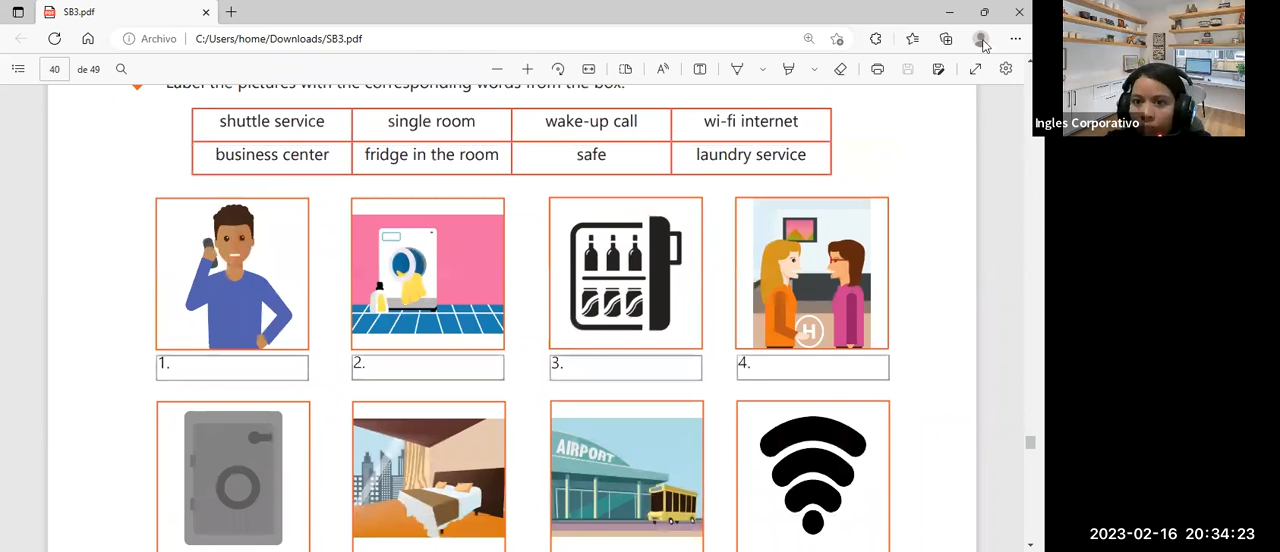 SB3.pdf
Archivo C:/Users/home/Downloads/SB3.pdf
40 de 49
Label the pictures with the corresponding words from the box.
shuttle service single room wake-up call wi-fi internet
business center fridge in the room safe laundry service
H
1. 2. 3. 4.
AIRPORT
Ingles Corporativo
2023-02-16 20:34:23